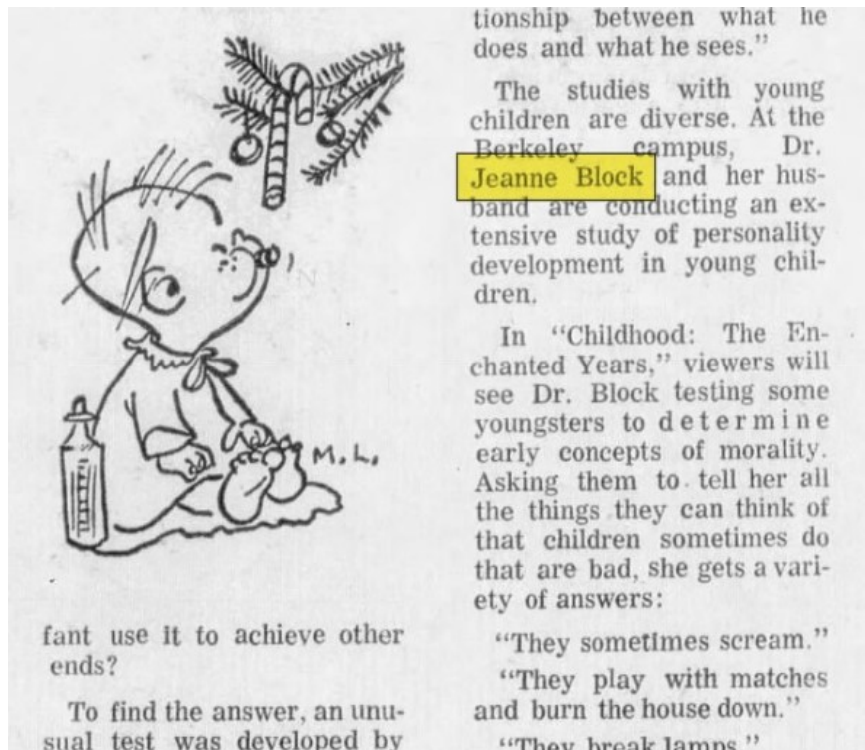 M. L.
fant use it to achieve other
ends?
To find the answer, an unu-
sual test was developed by
tionship between what he
does and what he sees."
The studies with young
children are diverse. At the
Berkeley campus, Dr.
Jeanne Block and her hus-
band are conducting an ex-
tensive study of personality
development in young chil-
dren.
In "Childhood: The En-
chanted Years," viewers will
see Dr. Block testing some
youngsters to determine
early concepts of morality.
Asking them to tell her all
the things they can think of
that children sometimes do
that are bad, she gets a vari-
ety of answers:
"They sometimes scream."
"They play with matches
and burn the house down."
"They break lamps."